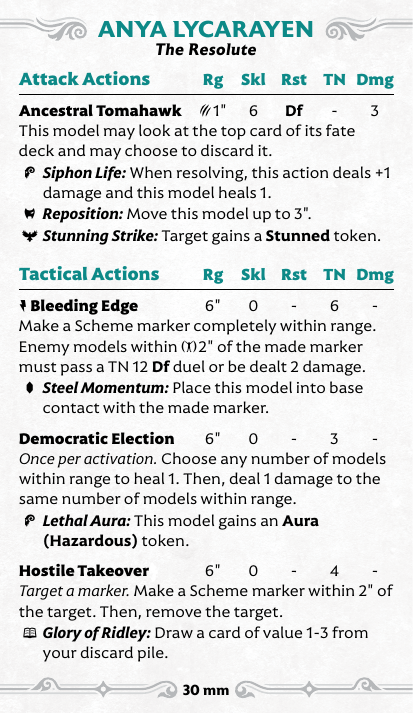 ANYA LYCARAYEN
The Resolute
Attack Actions Rg Skl Rst TN Dmg
Ancestral Tomahawk 1" 6 Df - 3
This model may look at the top card of its fate
deck and may choose to discard it.
Siphon Life: When resolving, this action deals +1
damage and this model heals 1.
Reposition: Move this model up to 3".
Stunning Strike: Target gains a Stunned token.
Tactical Actions Rg Skl Rst TN Dmg
Bleeding Edge 6" 0 - 6 -
Make a Scheme marker completely within range.
Enemy models within 2" of the made marker
must pass a TN 12 Df duel or be dealt 2 damage.
Steel Momentum: Place this model into base
contact with the made marker.
Democratic Election 6" 0 - 3 -
Once per activation. Choose any number of models
within range to heal 1. Then, deal 1 damage to the
same number of models within range.
Lethal Aura: This model gains an Aura
(Hazardous) token.
Hostile Takeover 6" 0 - 4 -
Target a marker. Make a Scheme marker within 2" of
the target. Then, remove the target.
Glory of Ridley: Draw a card of value 1-3 from
your discard pile.
30 mm